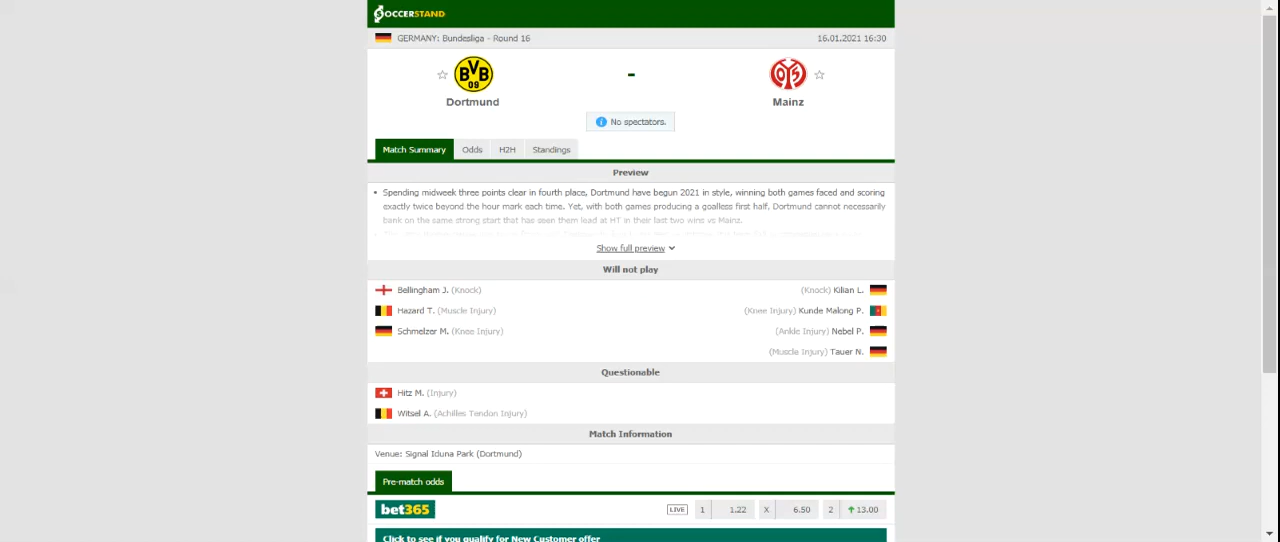 SOCCERSTAND
GERMANY: Bundesliga - Round 16 16.01.2021 16:30
BVB 09
Dortmund - Mainz
No spectators.
Match Summary Odds H2H Standings
Preview
Spending midweek three points clear in fourth place, Dortmund have begun 2021 in style, winning both games faced and scoring
exactly twice beyond the hour mark each time. Yet, with both games producing a goalless first half, Dortmund cannot necessarily
bank on the same strong start that has seen them lead at HT in their last two wins vs Mainz.
Show full preview
Will not play
Bellingham J. (Knock) (Knock) Kilian L.
Hazard T. (Muscle Injury) (Knee Injury) Kunde Malong P.
Schmelzer M. (Knee Injury) (Ankle Injury) Nebel P.
(Muscle Injury) Tauer N.
Questionable
Hitz M. (Injury)
Witsel A. (Achilles Tendon Injury)
Match Information
Venue: Signal Iduna Park (Dortmund)
Pre-match odds
bet365 LIVE 1 1.22 X 6.50 2 13.00
Click to see if you qualify for New Customer offer